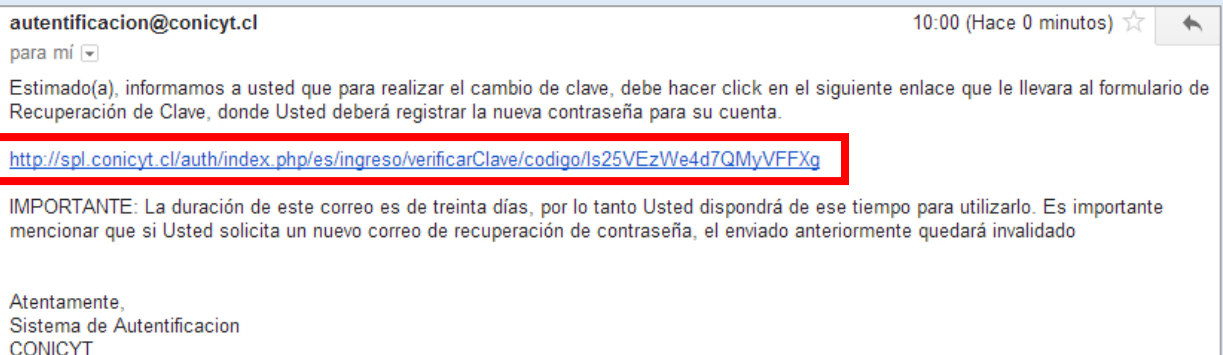 autentificacion@conicyt.cl 10:00 (Hace 0 minutos)
para mí
Estimado(a), informamos a usted que para realizar el cambio de clave, debe hacer click en el siguiente enlace que le llevara al formulario de
Recuperación de Clave, donde Usted deberá registrar la nueva contraseña para su cuenta.
http://spl.conicyt.cl/auth/index.php/es/ingreso/verificarClave/codigo/ls25VEzWe4d7QMyVFFXg
IMPORTANTE: La duración de este correo es de treinta días, por lo tanto Usted dispondrá de ese tiempo para utilizarlo. Es importante
mencionar que si Usted solicita un nuevo correo de recuperación de contraseña, el enviado anteriormente quedará invalidado
Atentamente,
Sistema de Autentificacion
CONICYT